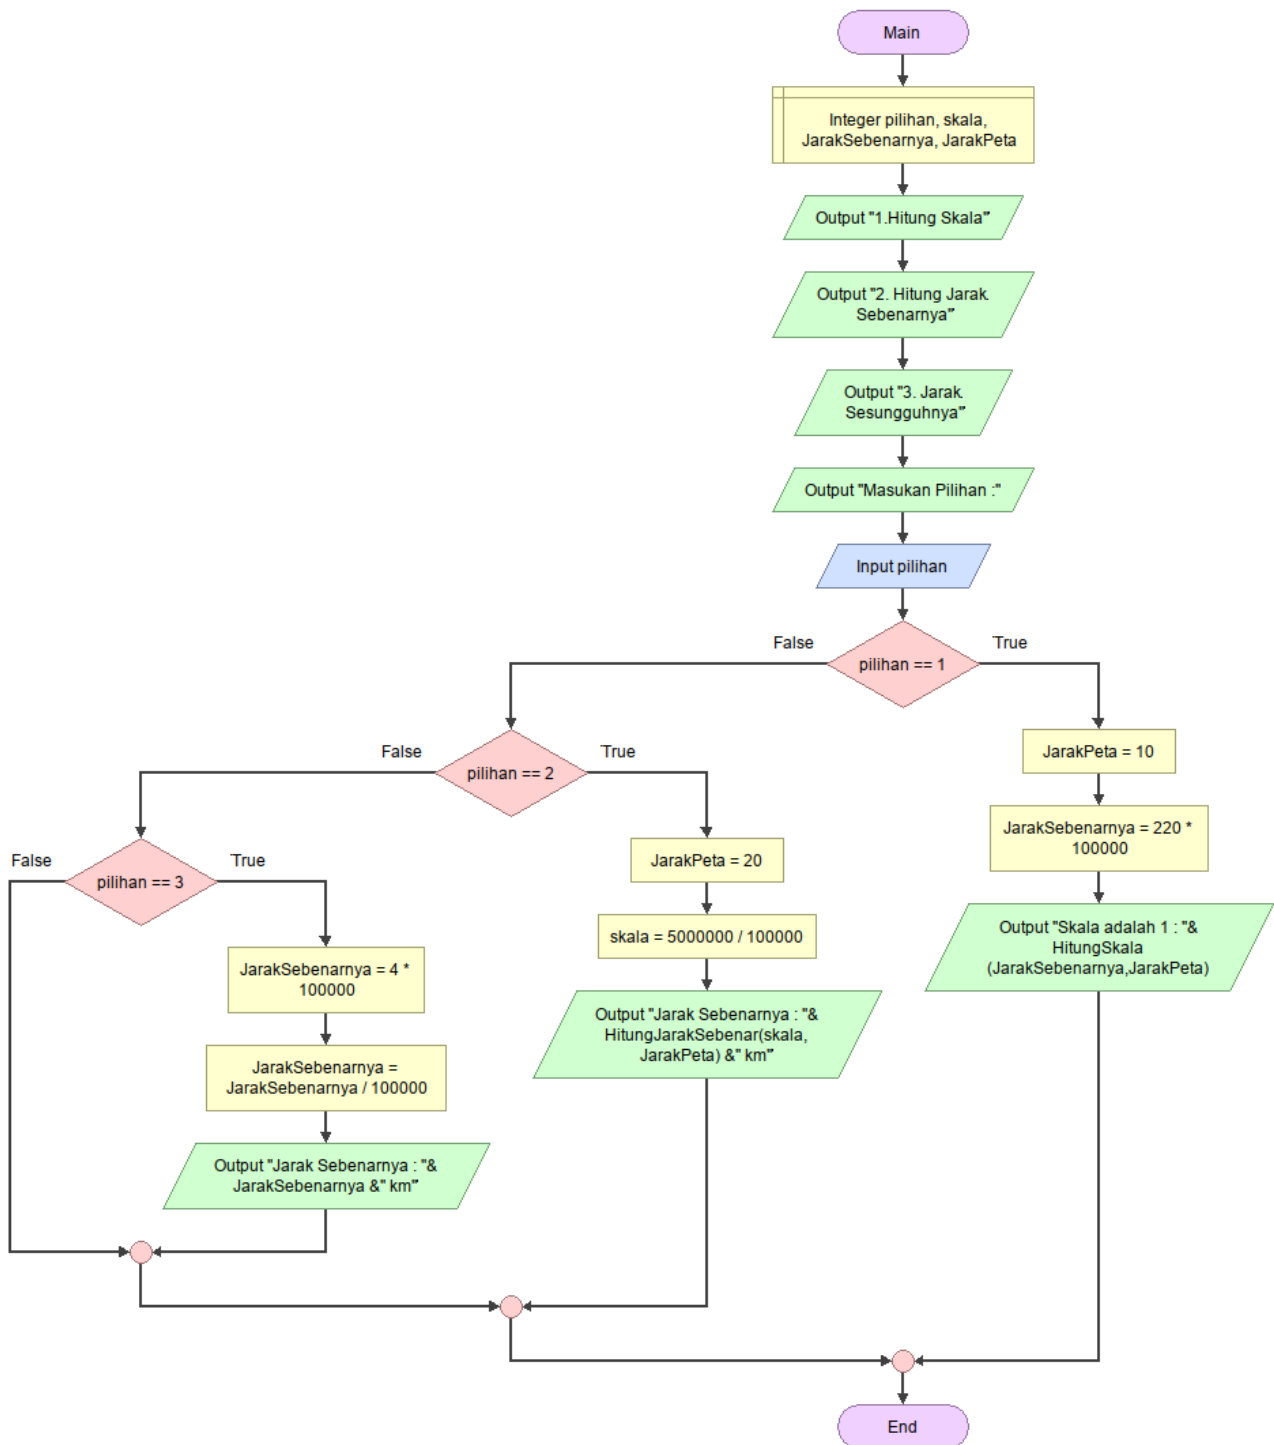 Main
Integer pilihan, skala,
JarakSebenarnya, JarakPeta
Output "1.Hitung Skala"
Output "2. Hitung Jarak
Sebenarnya"
Output "3. Jarak
Sesungguhnya"
Output "Masukan Pilihan :"
Input pilihan
False
True
pilihan == 1
False
True
pilihan == 2
JarakPeta = 10
JarakSebenarnya = 220 *
100000
Output "Skala adalah 1 : "&
HitungSkala
(JarakSebenarnya,JarakPeta)
False
True
pilihan == 3
JarakPeta = 20
skala = 5000000 / 100000
Output "Jarak Sebenarnya : "&
HitungJarakSebenar(skala,
JarakPeta) &" km"
JarakSebenarnya = 4 *
100000
JarakSebenarnya =
JarakSebenarnya / 100000
Output "Jarak Sebenarnya : "&
JarakSebenarnya &" km"
End